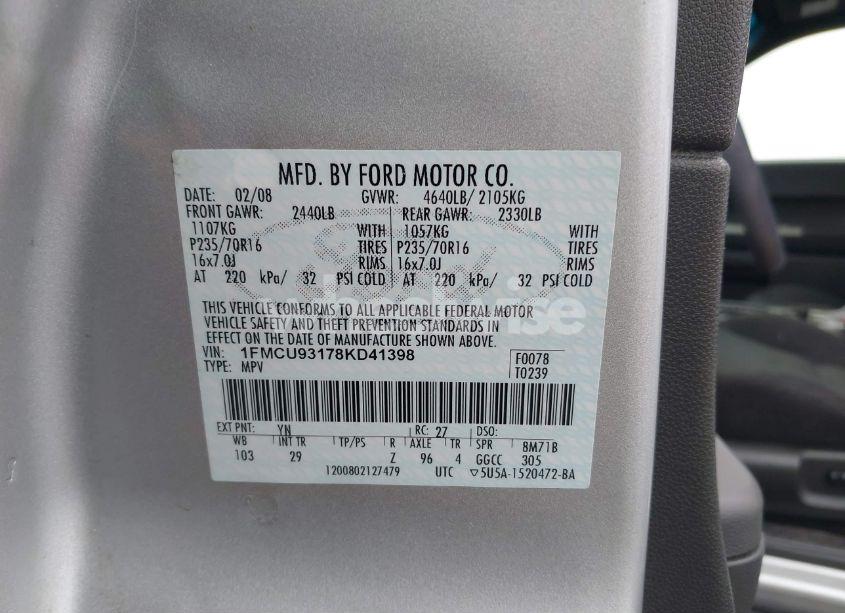 MFD. BY FORD MOTOR CO.
DATE: 02/08 GVWR: 4640LB/ 2105KG
FRONT GAWR: 2440LB REAR GAWR: 2330LB
1107KG WITH 1057KG WITH
P235/70R16 TIRES P235/70R16 TIRES
16x7.0J RIMS 16x7.0J RIMS
AT 220 kPa/ 32 PSI COLD AT 220 kPa/ 32 PSI COLD
THIS VEHICLE CONFORMS TO ALL APPLICABLE FEDERAL MOTOR
VEHICLE SAFETY AND THEFT PREVENTION STANDARDS IN
EFFECT ON THE DATE OF MANUFACTURE SHOWN ABOVE.
VIN: 1FMCU93178KD41398 F0078
TYPE: MPV T0239
EXT PNT: YN RC: 27 DSO:
WB INT TR TP/PS R AXLE TR SPR 8M71B
103 29 Z 96 4 GGCC 305
1200802127479 UTC ▽5U5A-1520472-BA